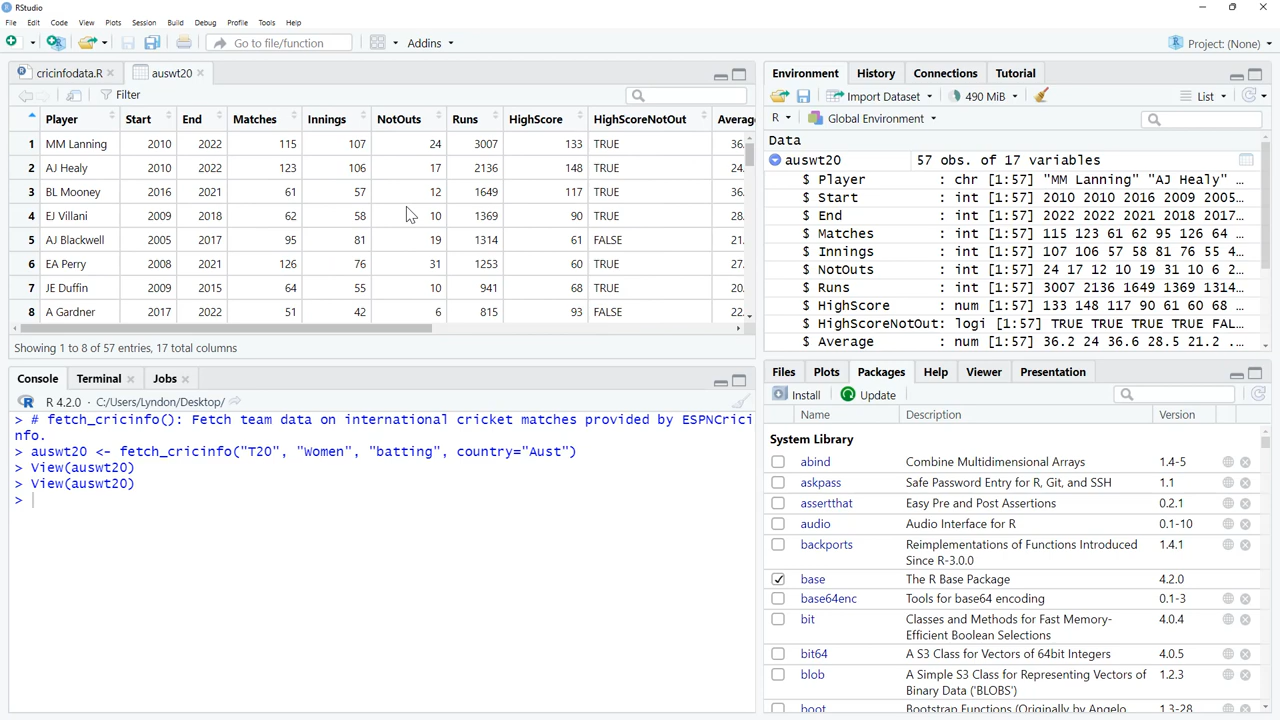 RStudio
File Edit Code View Plots Session Build Debug Profile Tools Help
Go to file/function Addins Project: (None)
cricinfodata.R auswt20
Filter
Player Start End Matches Innings NotOuts Runs HighScore HighScoreNotOut Averag
1 MM Lanning 2010 2022 115 107 24 3007 133 TRUE 36.
2 AJ Healy 2010 2022 123 106 17 2136 148 TRUE 24.
3 BL Mooney 2016 2021 61 57 12 1649 117 TRUE 36.
4 EJ Villani 2009 2018 62 58 10 1369 90 TRUE 28.
5 AJ Blackwell 2005 2017 95 81 19 1314 61 FALSE 21.
6 EA Perry 2008 2021 126 76 31 1253 60 TRUE 27.
7 JE Duffin 2009 2015 64 55 10 941 68 TRUE 20.
8 A Gardner 2017 2022 51 42 6 815 93 FALSE 22.
Showing 1 to 8 of 57 entries, 17 total columns
Console Terminal Jobs
R 4.2.0 · C:/Users/Lyndon/Desktop/
> # fetch_cricinfo(): Fetch team data on international cricket matches provided by ESPNCrici
nfo.
> auswt20 <- fetch_cricinfo("T20", "Women", "batting", country="Aust")
> View(auswt20)
> View(auswt20)
>
Environment History Connections Tutorial
Import Dataset 490 MiB List
R Global Environment
Data
auswt20 57 obs. of 17 variables
$ Player : chr [1:57] "MM Lanning" "AJ Healy" …
$ Start : int [1:57] 2010 2010 2016 2009 2005…
$ End : int [1:57] 2022 2022 2021 2018 2017…
$ Matches : int [1:57] 115 123 61 62 95 126 64 …
$ Innings : int [1:57] 107 106 57 58 81 76 55 4…
$ NotOuts : int [1:57] 24 17 12 10 19 31 10 6 2…
$ Runs : int [1:57] 3007 2136 1649 1369 1314…
$ HighScore : num [1:57] 133 148 117 90 61 60 68 …
$ HighScoreNotOut: logi [1:57] TRUE TRUE TRUE TRUE FAL…
$ Average : num [1:57] 36.2 24 36.6 28.5 21.2 .…
Files Plots Packages Help Viewer Presentation
Install Update
Name Description Version
System Library
abind Combine Multidimensional Arrays 1.4-5
askpass Safe Password Entry for R, Git, and SSH 1.1
assertthat Easy Pre and Post Assertions 0.2.1
audio Audio Interface for R 0.1-10
backports Reimplementations of Functions Introduced 1.4.1
Since R-3.0.0
base The R Base Package 4.2.0
base64enc Tools for base64 encoding 0.1-3
bit Classes and Methods for Fast Memory- 4.0.4
Efficient Boolean Selections
bit64 A S3 Class for Vectors of 64bit Integers 4.0.5
blob A Simple S3 Class for Representing Vectors of 1.2.3
Binary Data ('BLOBS')
boot Bootstrap Functions (Originally by Angelo 1.3-28